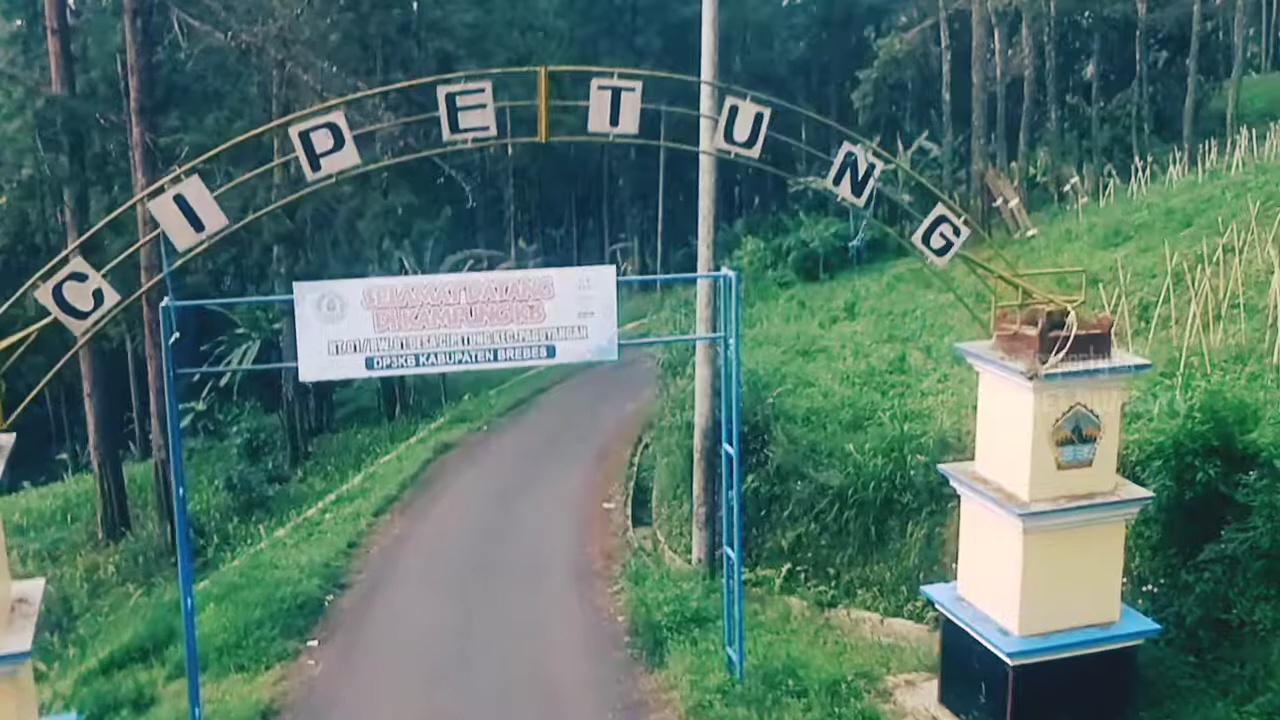 CIPETUNG
SELAMAT DATANG
DI KAMPUNG KB
RT.01 / RW.01 DESA CIPETUNG KEC.PAGUYANGAN
DP3KB KABUPATEN BREBES